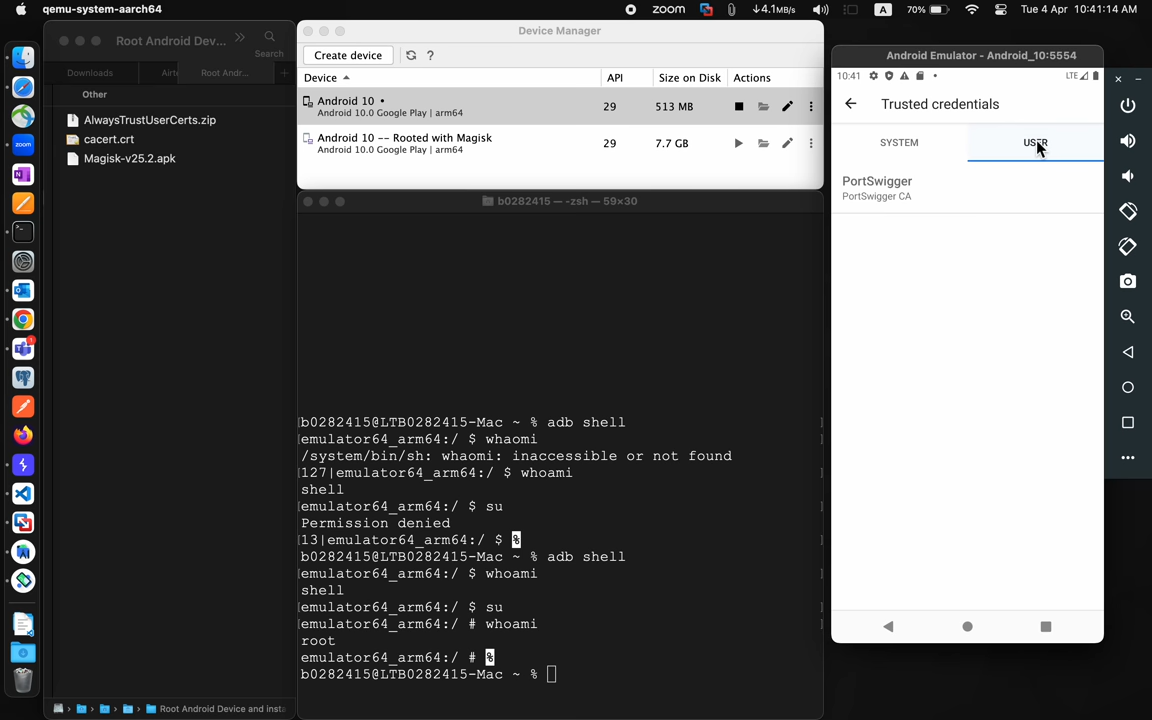 qemu-system-aarch64
zoom
4.1MB/s
A
70%
Tue 4 Apr 10:41:14 AM
Root Android Dev...
Search
Downloads
Airte
Root Andr...
Other
AlwaysTrustUserCerts.zip
cacert.crt
Magisk-v25.2.apk
Root Android Device and insta
Device Manager
Create device
?
Device
API
Size on Disk
Actions
Android 10 •
Android 10.0 Google Play | arm64
29
513 MB
Android 10 -- Rooted with Magisk
Android 10.0 Google Play | arm64
29
7.7 GB
b0282415 — -zsh — 59×30
b0282415@LTB0282415-Mac ~ % adb shell
emulator64_arm64:/ $ whaomi
/system/bin/sh: whaomi: inaccessible or not found
127|emulator64_arm64:/ $ whoami
shell
emulator64_arm64:/ $ su
Permission denied
13|emulator64_arm64:/ $ %
b0282415@LTB0282415-Mac ~ % adb shell
emulator64_arm64:/ $ whoami
shell
emulator64_arm64:/ $ su
emulator64_arm64:/ # whoami
root
emulator64_arm64:/ # %
b0282415@LTB0282415-Mac ~ %
Android Emulator - Android_10:5554
10:41
LTE
Trusted credentials
SYSTEM
USER
PortSwigger
PortSwigger CA
zoom
1